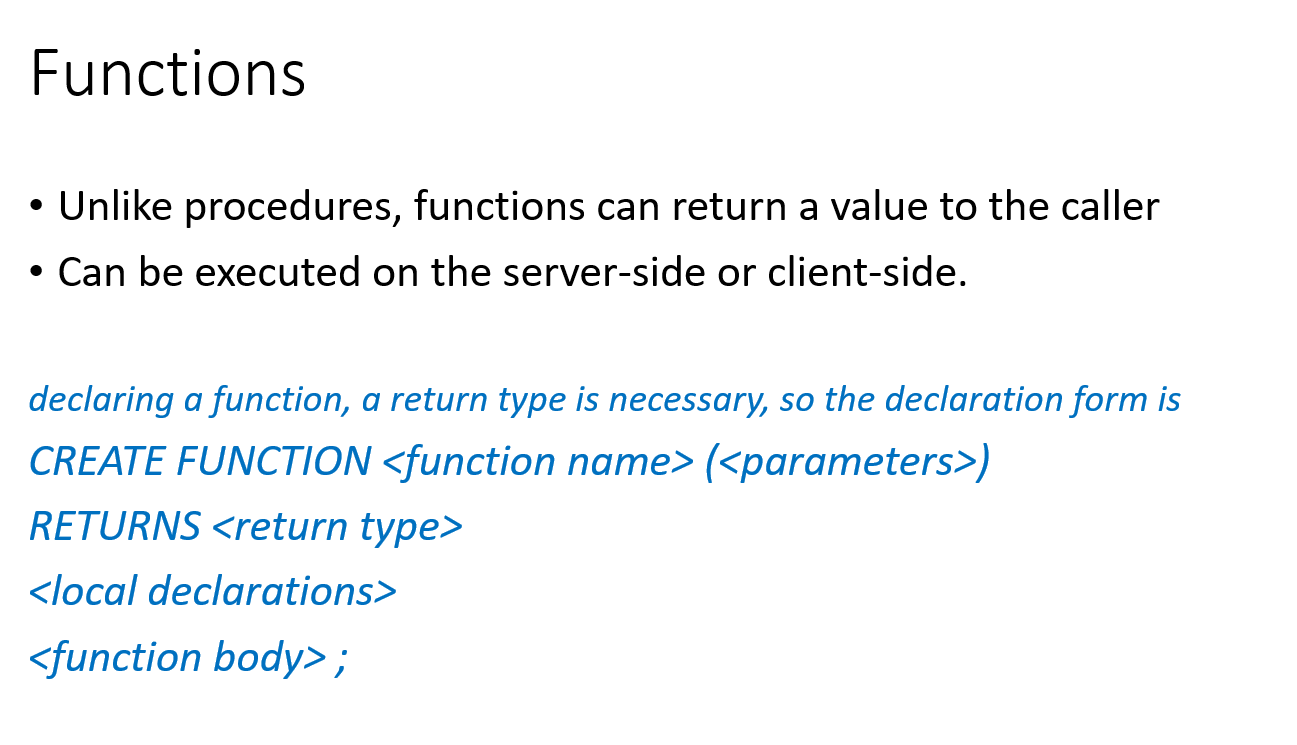 Functions
• Unlike procedures, functions can return a value to the caller
• Can be executed on the server-side or client-side.
declaring a function, a return type is necessary, so the declaration form is
CREATE FUNCTION <function name> (<parameters>)
RETURNS <return type>
<local declarations>
<function body> ;